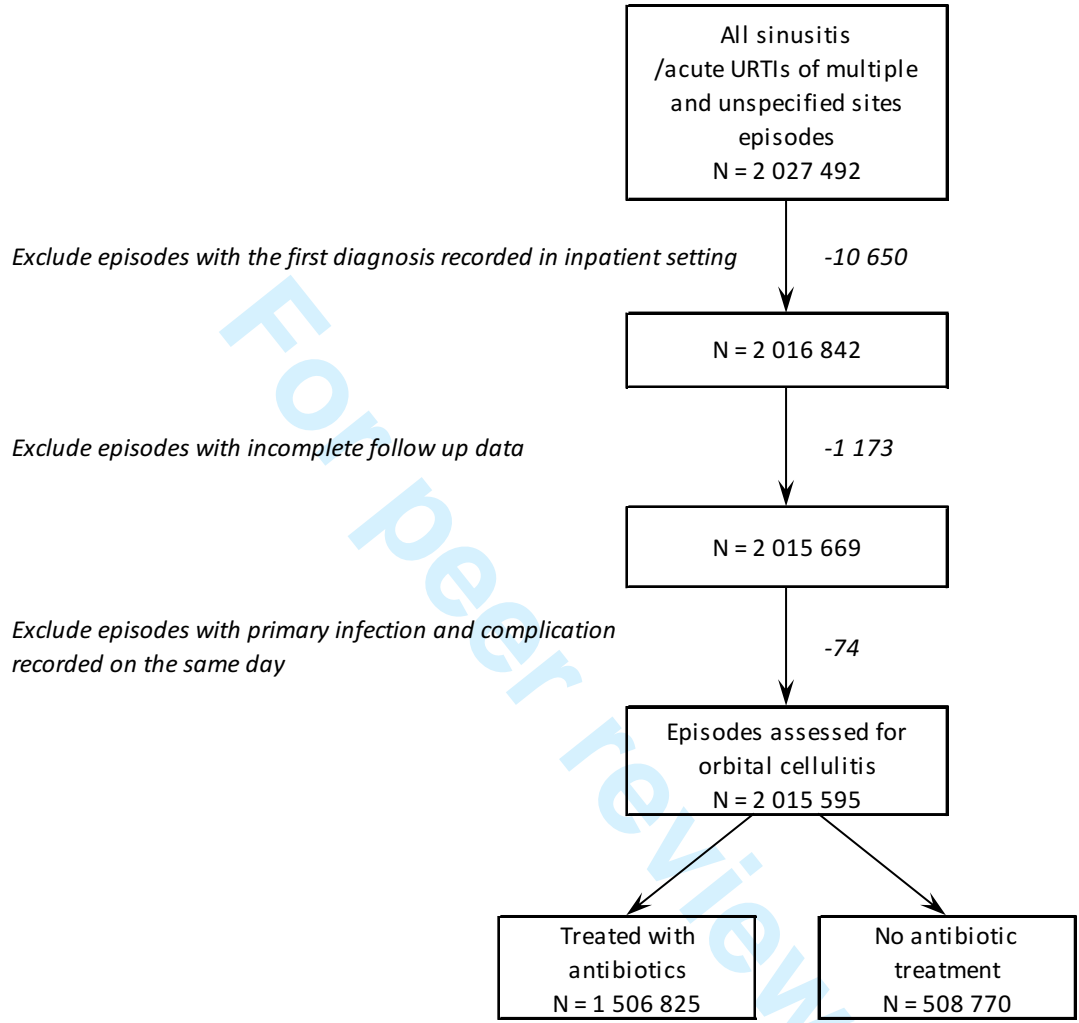 All sinusitis
/acute URTIs of multiple
and unspecified sites
episodes
N = 2 027 492
Exclude episodes with the first diagnosis recorded in inpatient setting
-10 650
N = 2 016 842
Exclude episodes with incomplete follow up data
-1 173
N = 2 015 669
Exclude episodes with primary infection and complication
recorded on the same day
-74
Episodes assessed for
orbital cellulitis
N = 2 015 595
Treated with
antibiotics
N = 1 506 825
No antibiotic
treatment
N = 508 770
For peer review